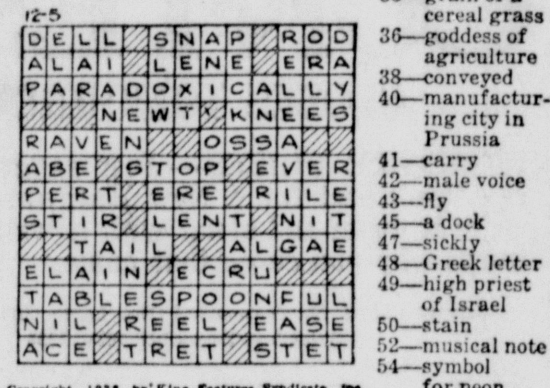 12-5
DELL SNAP ROD
ALAI LENE ERA
PARADOXICALLY
NEWT KNEES
RAVEN OSSA
ABE STOP EVER
PERT ERE RILE
STIR LENT NIT
TAIL ALGAE
ELAIN ECRU
TABLESPOONFUL
NIL REEL EASE
ACE TRET STET
cereal grass
36—goddess of
agriculture
38—conveyed
40—manufactur-
ing city in
Prussia
41—carry
42—male voice
43—fly
45—a dock
47—sickly
48—Greek letter
49—high priest
of Israel
50—stain
52—musical note
54—symbol
for neon